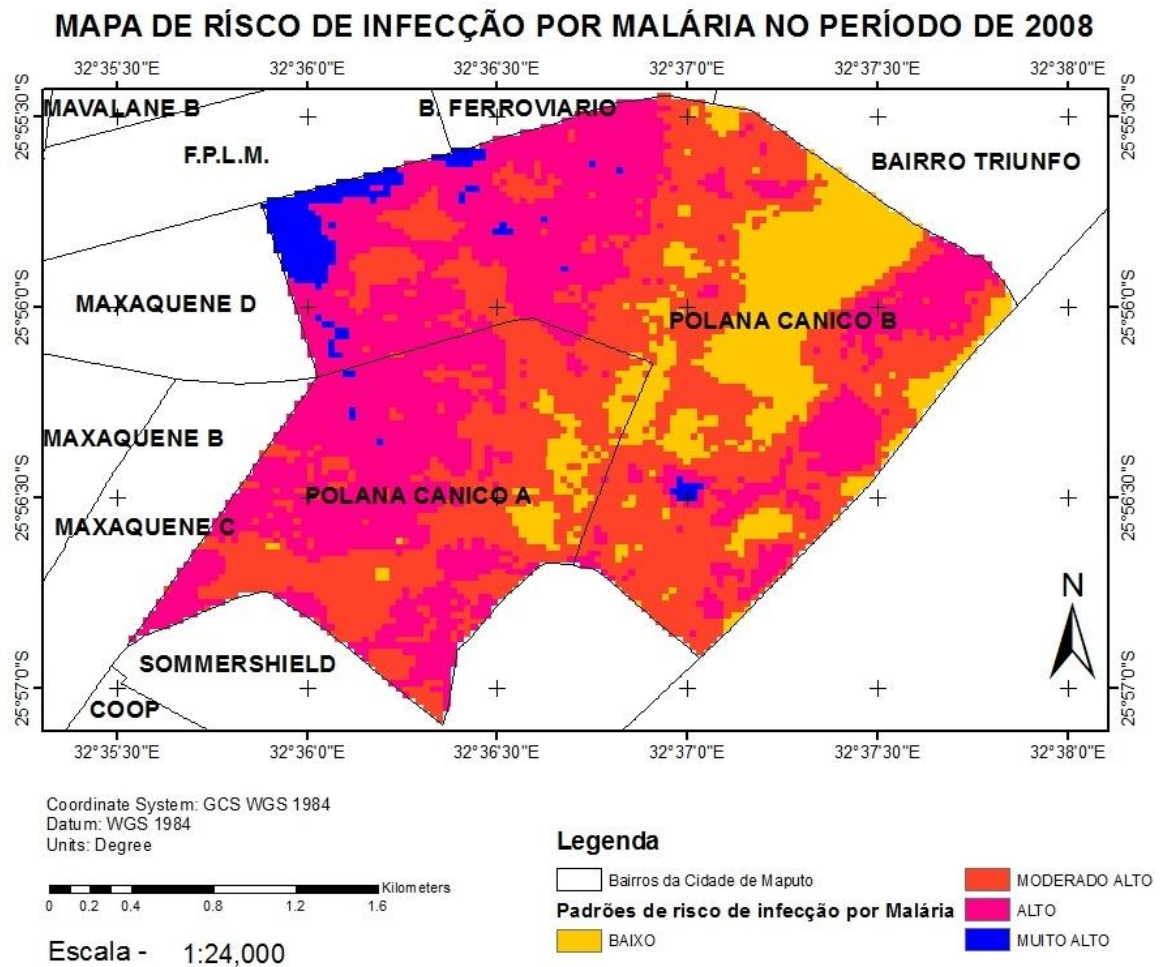 MAPA DE RÍSCO DE INFECÇÃO POR MALÁRIA NO PERÍODO DE 2008
32°35'30"E 32°36'0"E 32°36'30"E 32°37'0"E 32°37'30"E 32°38'0"E
25°55'30"S 25°55'30"S
MAVALANE B
B. FERROVIARIO
F.P.L.M.
BAIRRO TRIUNFO
25°56'0"S 25°56'0"S
MAXAQUENE D
POLANA CANICO B
MAXAQUENE B
25°56'30"S 25°56'30"S
POLANA CANICO A
MAXAQUENE C
N
SOMMERSHIELD
25°57'0"S 25°57'0"S
COOP
32°35'30"E 32°36'0"E 32°36'30"E 32°37'0"E 32°37'30"E 32°38'0"E
Coordinate System: GCS WGS 1984
Datum: WGS 1984
Units: Degree
Kilometers
0 0.2 0.4 0.8 1.2 1.6
Escala - 1:24,000
Legenda
Bairros da Cidade de Maputo
Padrões de risco de infecção por Malária
BAIXO
MODERADO ALTO
ALTO
MUITO ALTO